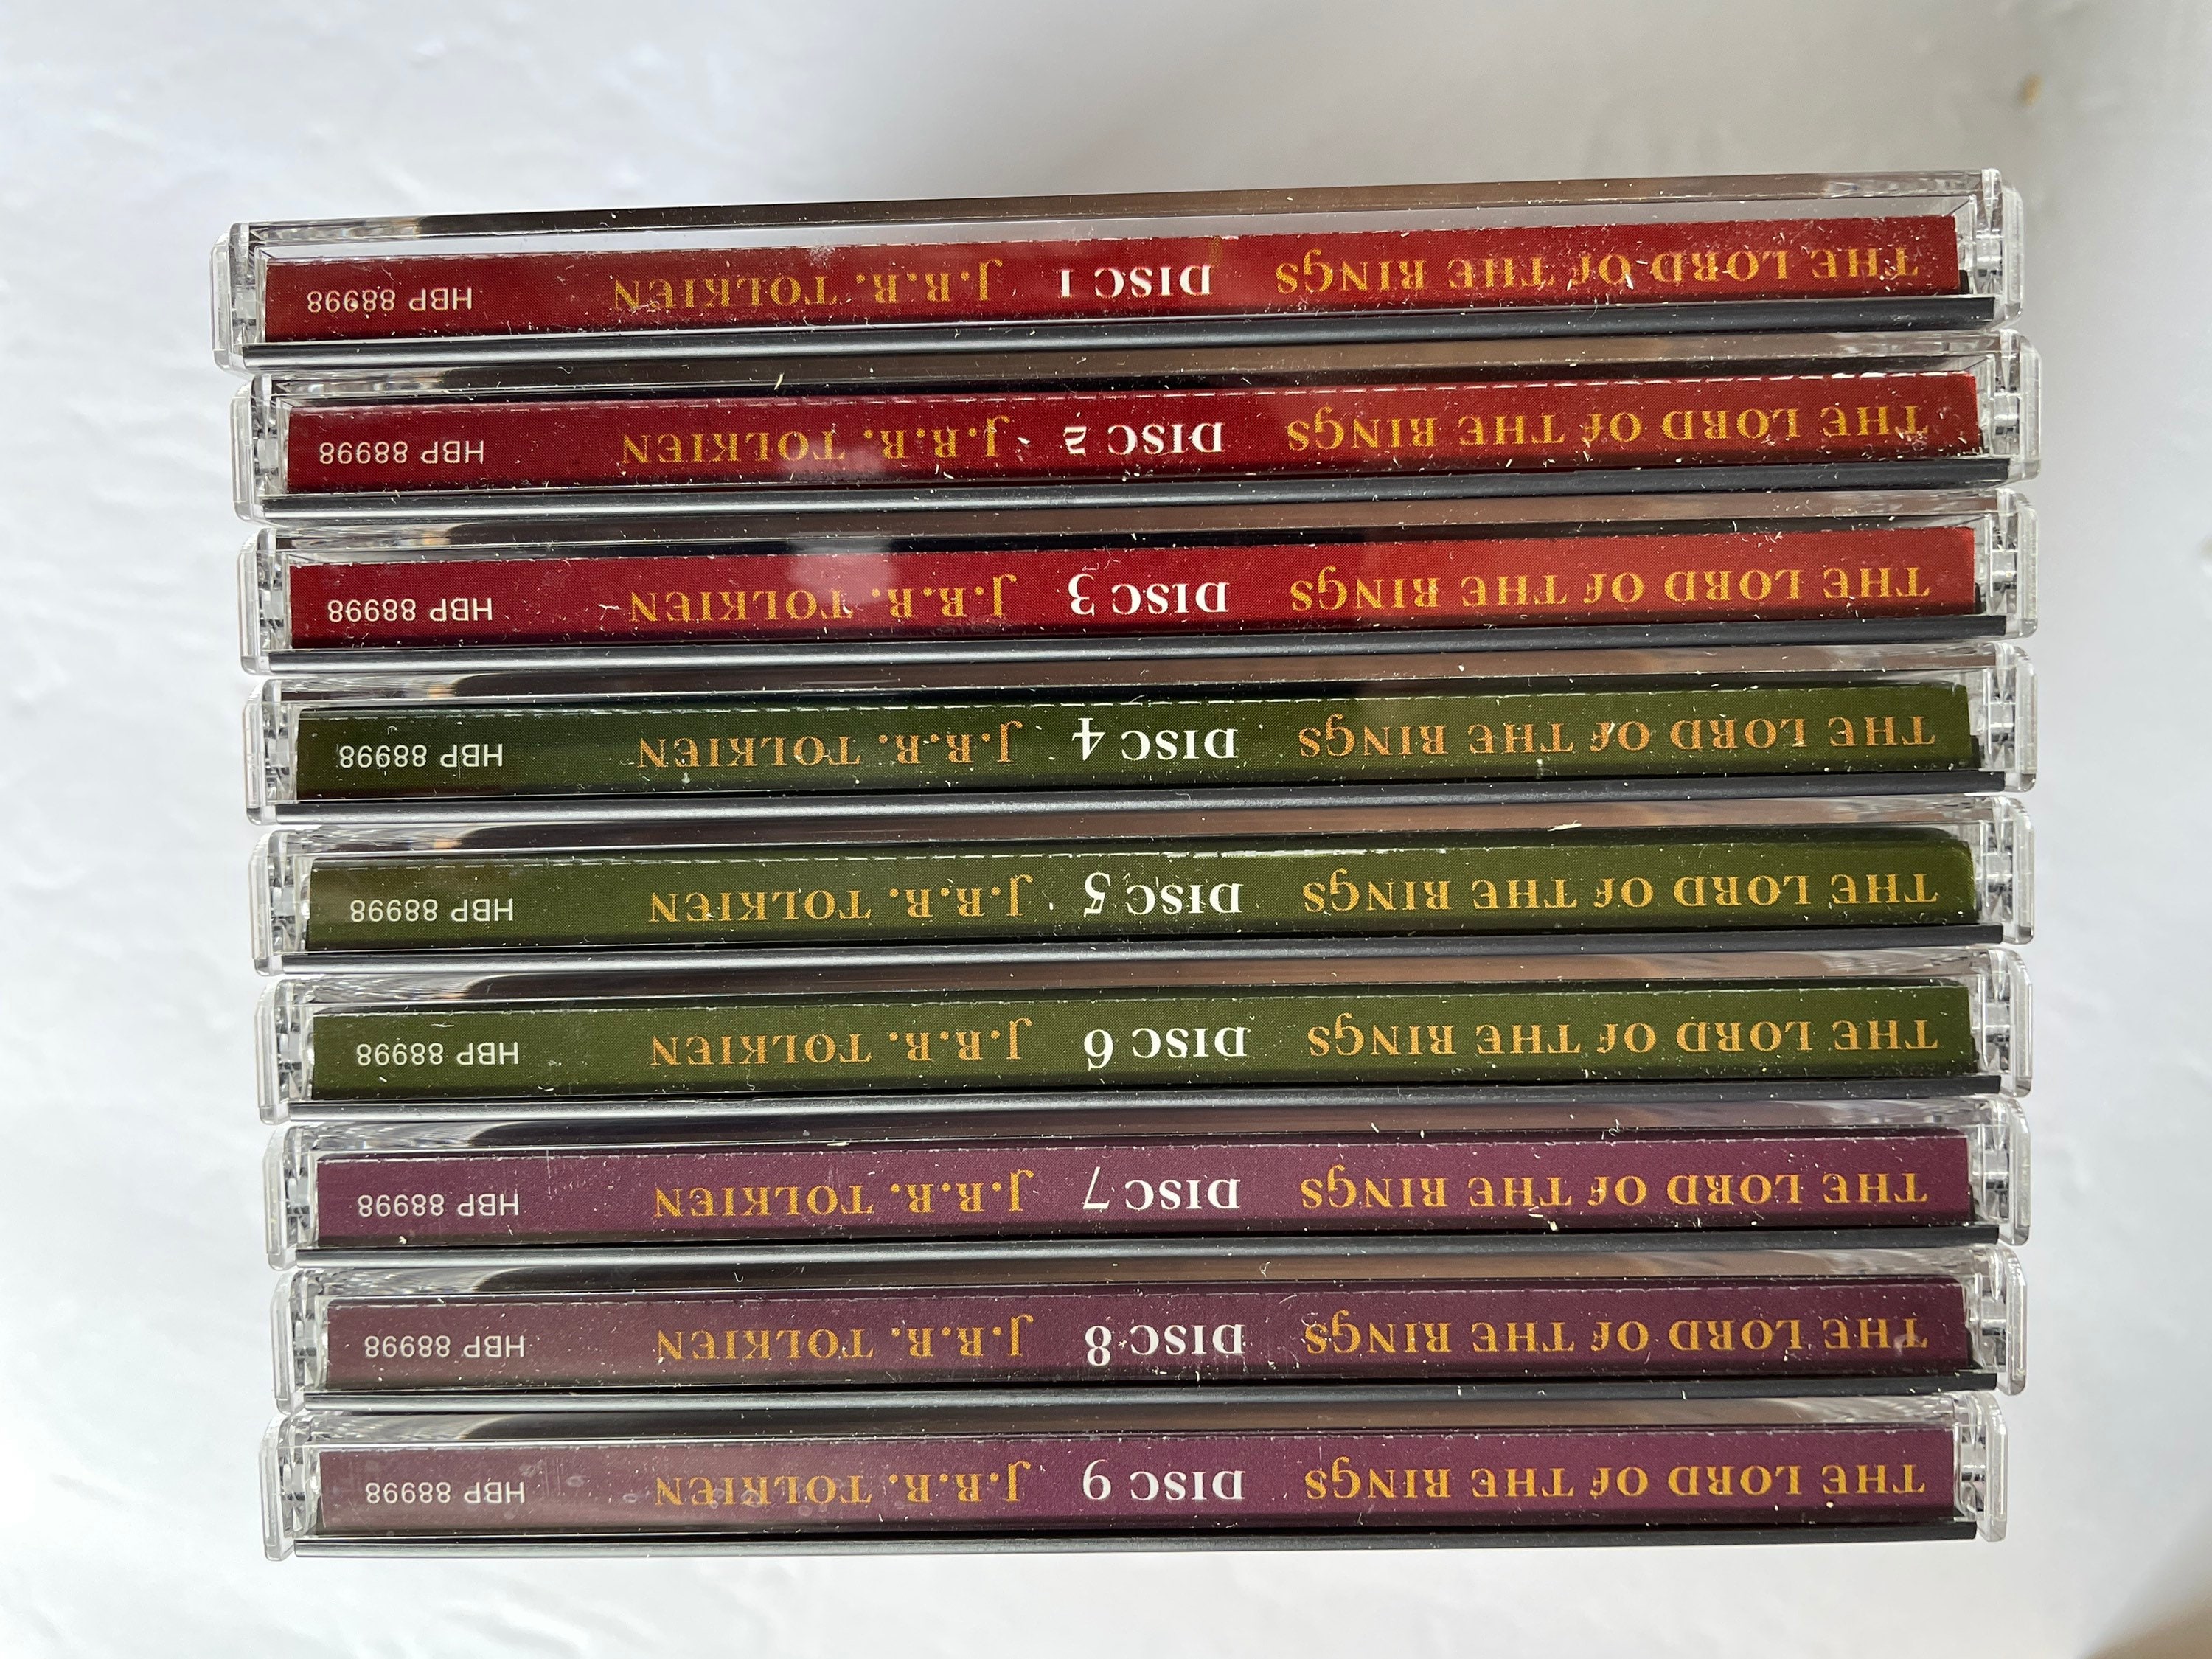 THE LORD OF THE RINGS DISC 1 J.R.R. TOLKIEN HBP 88998
THE LORD OF THE RINGS DISC 2 J.R.R. TOLKIEN HBP 88998
THE LORD OF THE RINGS DISC 3 J.R.R. TOLKIEN HBP 88998
THE LORD OF THE RINGS DISC 4 J.R.R. TOLKIEN HBP 88998
THE LORD OF THE RINGS DISC 5 J.R.R. TOLKIEN HBP 88998
THE LORD OF THE RINGS DISC 6 J.R.R. TOLKIEN HBP 88998
THE LORD OF THE RINGS DISC 7 J.R.R. TOLKIEN HBP 88998
THE LORD OF THE RINGS DISC 8 J.R.R. TOLKIEN HBP 88998
THE LORD OF THE RINGS DISC 9 J.R.R. TOLKIEN HBP 88998